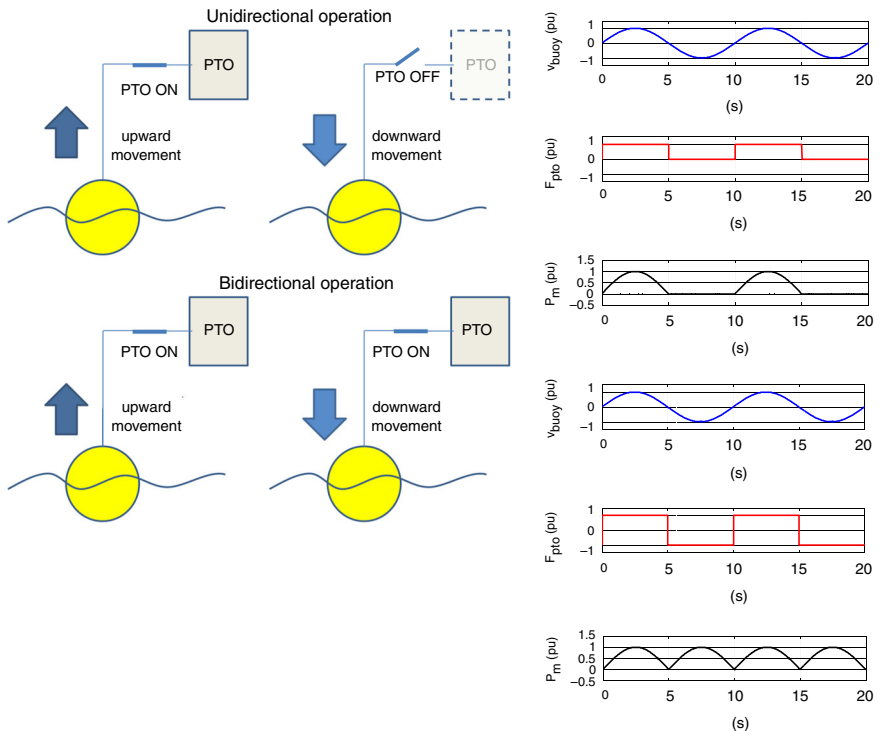 Unidirectional operation
PTO
PTO ON
upward
movement
PTO
PTO OFF
downward
movement
Bidirectional operation
PTO
PTO ON
upward
movement
PTO
PTO ON
downward
movement
v_buoy (pu)
1
0
−1
0 5 10 15 20
(s)
F_pto (pu)
1
0
−1
0 5 10 15 20
(s)
P_m (pu)
1.5
1
0.5
0
−0.5
0 5 10 15 20
(s)
v_buoy (pu)
1
0
−1
0 5 10 15 20
(s)
F_pto (pu)
1
0
−1
0 5 10 15 20
(s)
P_m (pu)
1.5
1
0.5
0
−0.5
0 5 10 15 20
(s)